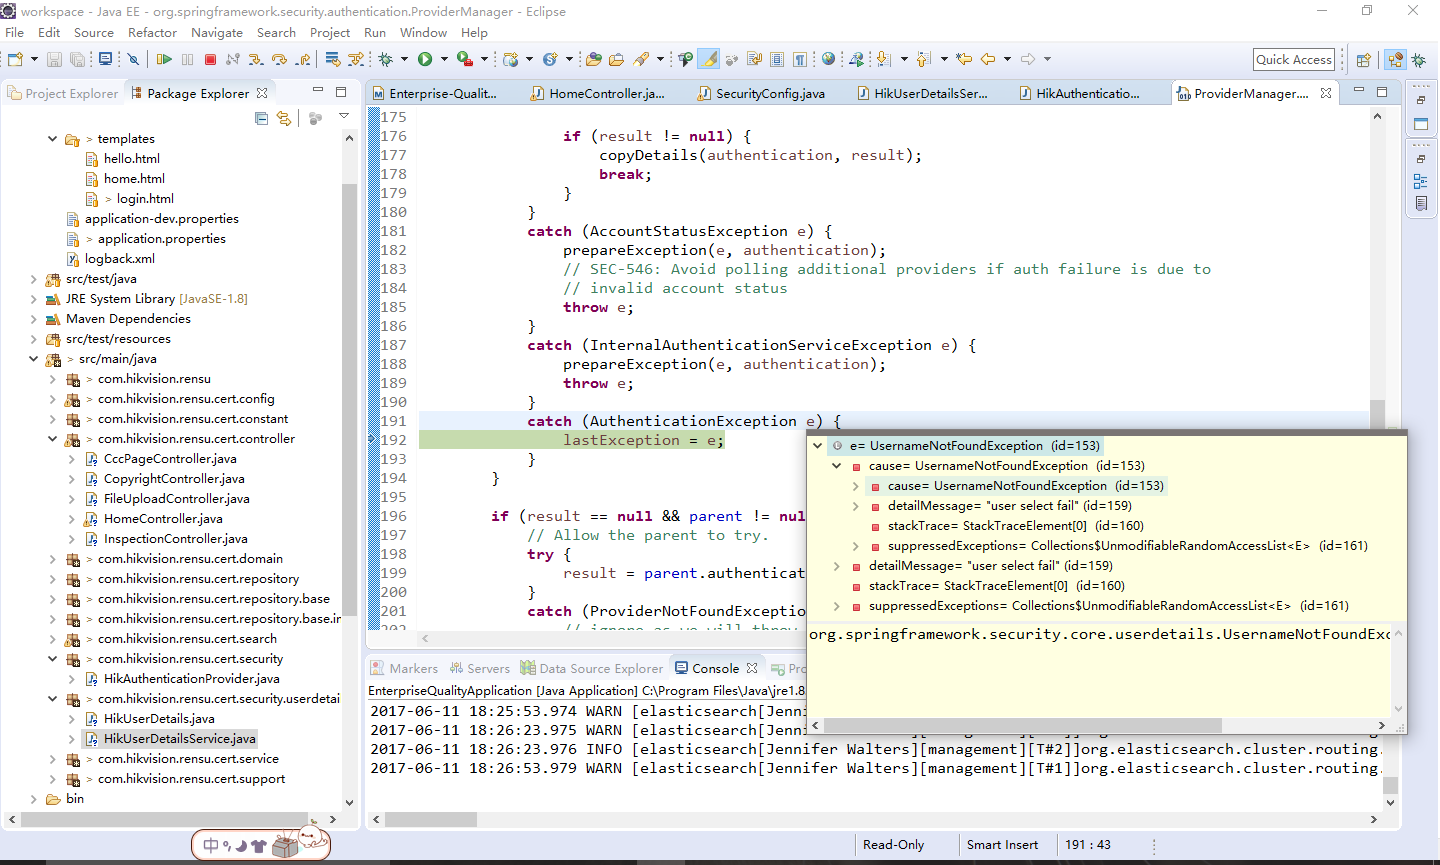 workspace - Java EE - org.springframework.security.authentication.ProviderManager - Eclipse
File Edit Source Refactor Navigate Search Project Run Window Help
Quick Access
Project Explorer
Package Explorer
> templates
hello.html
home.html
> login.html
application-dev.properties
> application.properties
logback.xml
src/test/java
JRE System Library [JavaSE-1.8]
Maven Dependencies
src/test/resources
> src/main/java
> com.hikvision.rensu
> com.hikvision.rensu.cert.config
> com.hikvision.rensu.cert.constant
> com.hikvision.rensu.cert.controller
CccPageController.java
CopyrightController.java
FileUploadController.java
> HomeController.java
InspectionController.java
> com.hikvision.rensu.cert.domain
> com.hikvision.rensu.cert.repository
> com.hikvision.rensu.cert.repository.base
> com.hikvision.rensu.cert.repository.base.ir
> com.hikvision.rensu.cert.search
> com.hikvision.rensu.cert.security
> HikAuthenticationProvider.java
> com.hikvision.rensu.cert.security.userdetai
HikUserDetails.java
HikUserDetailsService.java
> com.hikvision.rensu.cert.service
> com.hikvision.rensu.cert.support
bin
Enterprise-Qualit...
HomeController.ja...
SecurityConfig.java
HikUserDetailsSer...
HikAuthenticatio...
ProviderManager....
175
176 if (result != null) {
177 copyDetails(authentication, result);
178 break;
179 }
180 }
181 catch (AccountStatusException e) {
182 prepareException(e, authentication);
183 // SEC-546: Avoid polling additional providers if auth failure is due to
184 // invalid account status
185 throw e;
186 }
187 catch (InternalAuthenticationServiceException e) {
188 prepareException(e, authentication);
189 throw e;
190 }
191 catch (AuthenticationException e) {
192 lastException = e;
193 }
194 }
195
196 if (result == null && parent != nul
197 // Allow the parent to try.
198 try {
199 result = parent.authenticat
200 }
201 catch (ProviderNotFoundException
202 // ignore as we will throw
e= UsernameNotFoundException (id=153)
cause= UsernameNotFoundException (id=153)
cause= UsernameNotFoundException (id=153)
detailMessage= "user select fail" (id=159)
stackTrace= StackTraceElement[0] (id=160)
suppressedExceptions= Collections$UnmodifiableRandomAccessList<E> (id=161)
detailMessage= "user select fail" (id=159)
stackTrace= StackTraceElement[0] (id=160)
suppressedExceptions= Collections$UnmodifiableRandomAccessList<E> (id=161)
org.springframework.security.core.userdetails.UsernameNotFoundExc
Markers
Servers
Data Source Explorer
Console
Pro
EnterpriseQualityApplication [Java Application] C:\Program Files\Java\jre1.8
2017-06-11 18:25:53.974 WARN [elasticsearch[Jenni
2017-06-11 18:26:23.975 WARN [elasticsearch[Jennifer Walters][management][T#2]]org.elasticsearch.cluster.routing.
2017-06-11 18:26:23.976 INFO [elasticsearch[Jennifer Walters][management][T#2]]org.elasticsearch.cluster.routing.
2017-06-11 18:26:53.979 WARN [elasticsearch[Jennifer Walters][management][T#1]]org.elasticsearch.cluster.routing.
中
Read-Only
Smart Insert
191 : 43